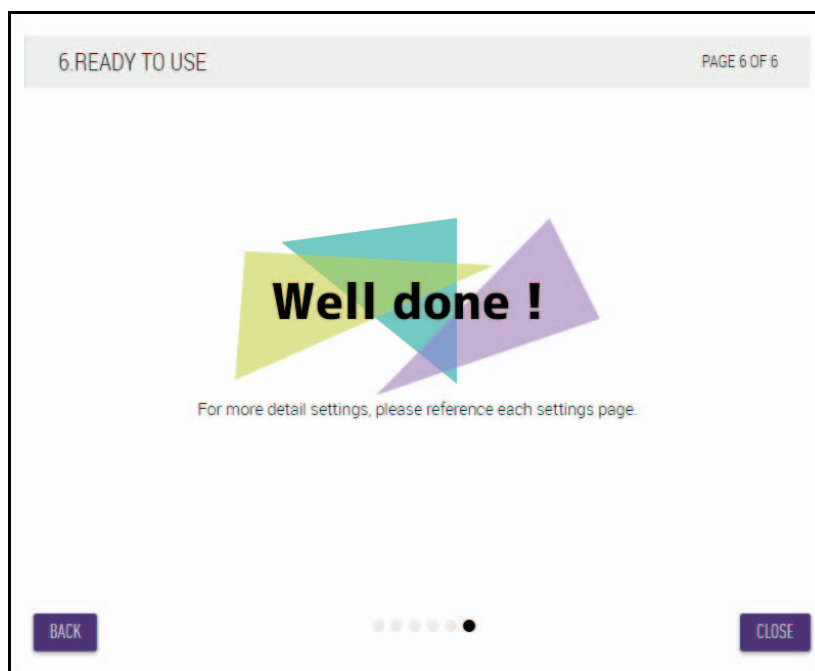 6.READY TO USE
PAGE 6 OF 6
Well done !
For more detail settings, please reference each settings page.
BACK
CLOSE